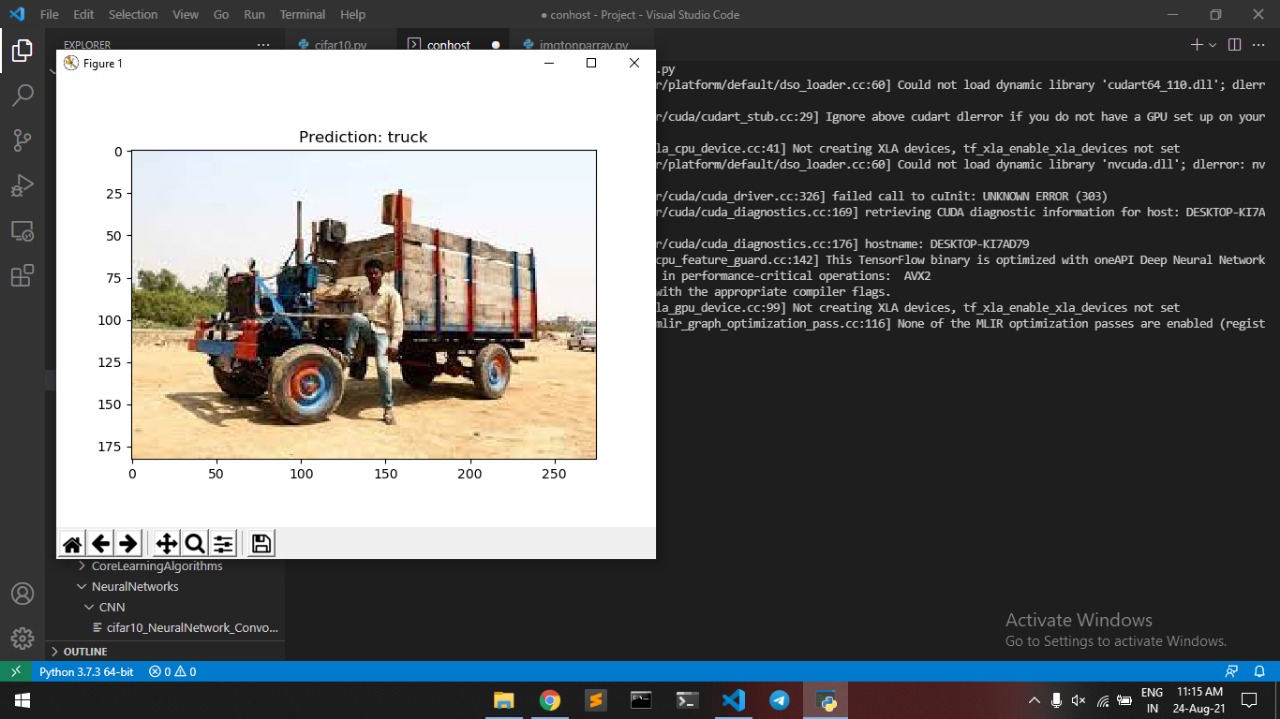 File Edit Selection View Go Run Terminal Help
● conhost - Project - Visual Studio Code
EXPLORER
cifar10.py
conhost
imgtonparray.py
Figure 1
Prediction: truck
0
25
50
75
100
125
150
175
0 50 100 150 200 250
.py
r/platform/default/dso_loader.cc:60] Could not load dynamic library 'cudart64_110.dll'; dlerr
r/cuda/cudart_stub.cc:29] Ignore above cudart dlerror if you do not have a GPU set up on your
la_cpu_device.cc:41] Not creating XLA devices, tf_xla_enable_xla_devices not set
r/platform/default/dso_loader.cc:60] Could not load dynamic library 'nvcuda.dll'; dlerror: nv
r/cuda/cuda_driver.cc:326] failed call to cuInit: UNKNOWN ERROR (303)
r/cuda/cuda_diagnostics.cc:169] retrieving CUDA diagnostic information for host: DESKTOP-KI7A
r/cuda/cuda_diagnostics.cc:176] hostname: DESKTOP-KI7AD79
cpu_feature_guard.cc:142] This TensorFlow binary is optimized with oneAPI Deep Neural Network
in performance-critical operations: AVX2
with the appropriate compiler flags.
la_gpu_device.cc:99] Not creating XLA devices, tf_xla_enable_xla_devices not set
mlir_graph_optimization_pass.cc:116] None of the MLIR optimization passes are enabled (regist
CoreLearningAlgorithms
NeuralNetworks
CNN
cifar10_NeuralNetwork_Convo...
OUTLINE
Activate Windows
Go to Settings to activate Windows.
Python 3.7.3 64-bit 0 0
ENG
IN
11:15 AM
24-Aug-21